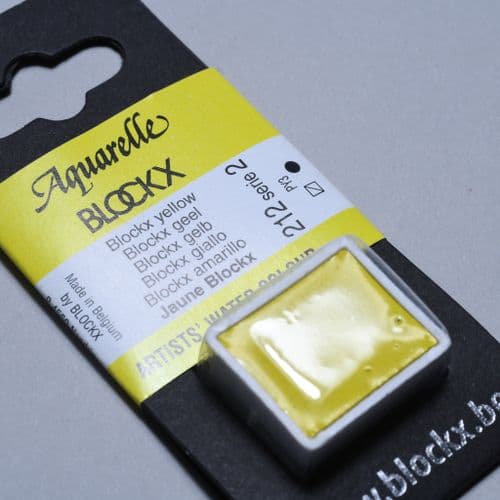 Aquarelle
BLOCKX
Blockx yellow
Blockx geel
Blockx gelb
Blockx giallo
Blockx amarillo
Jaune Blockx
212 serie 2
PY3
Made in Belgium
by BLOCKX
ARTISTS' WATER COLOUR
.blockx.be